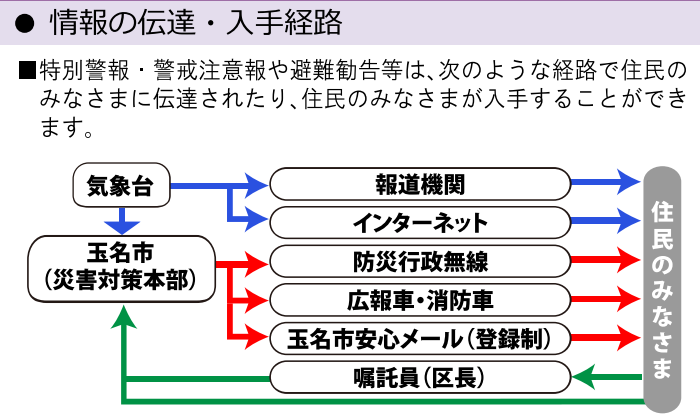 ● 情報の伝達・入手経路
■特別警報・警戒注意報や避難勧告等は、次のような経路で住民の
みなさまに伝達されたり、住民のみなさまが入手することができ
ます。
気象台
玉名市
（災害対策本部）
報道機関
インターネット
防災行政無線
広報車・消防車
玉名市安心メール（登録制）
嘱託員（区長）
住民のみなさま